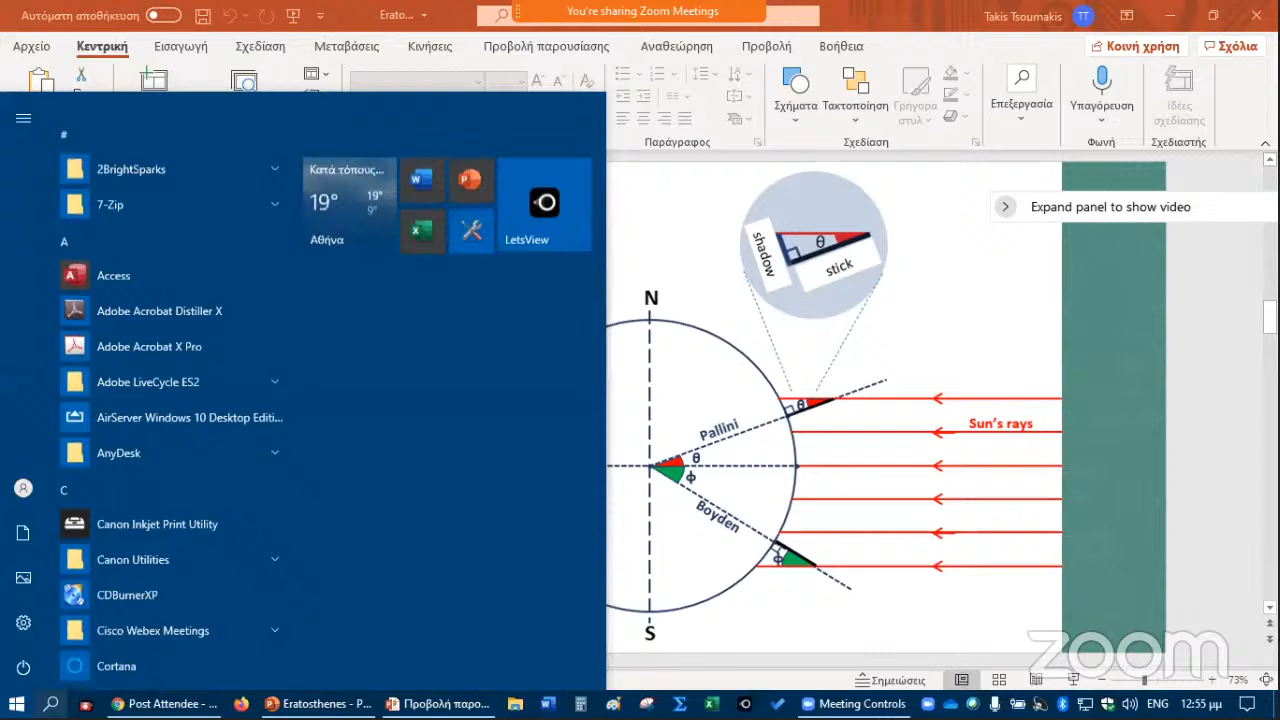 Αυτόματη αποθήκευση
Erato...
You're sharing Zoom Meetings
Takis Tsoumakis
TT
Αρχείο
Κεντρική
Εισαγωγή
Σχεδίαση
Μεταβάσεις
Κινήσεις
Προβολή παρουσίασης
Αναθεώρηση
Προβολή
Βοήθεια
Κοινή χρήση
Σχόλια
Σχήματα
Τακτοποίηση
Γρήγορα
στυλ
Επεξεργασία
Υπαγόρευση
Ιδέες
σχεδίασης
Παράγραφος
Σχεδίαση
Φωνή
Σχεδιαστής
#
2BrightSparks
7-Zip
A
Access
Adobe Acrobat Distiller X
Adobe Acrobat X Pro
Adobe LiveCycle ES2
AirServer Windows 10 Desktop Editi...
AnyDesk
C
Canon Inkjet Print Utility
Canon Utilities
CDBurnerXP
Cisco Webex Meetings
Cortana
Κατά τόπους...
19°
19°
9°
Αθήνα
LetsView
Expand panel to show video
shadow
θ
stick
N
θ
Pallini
Sun's rays
θ
ϕ
Boyden
ϕ
S
zoom
Σημειώσεις
73%
Post Attendee - ...
Eratosthenes - P...
Προβολή παρο...
Meeting Controls
ΕΝG
12:55 μμ